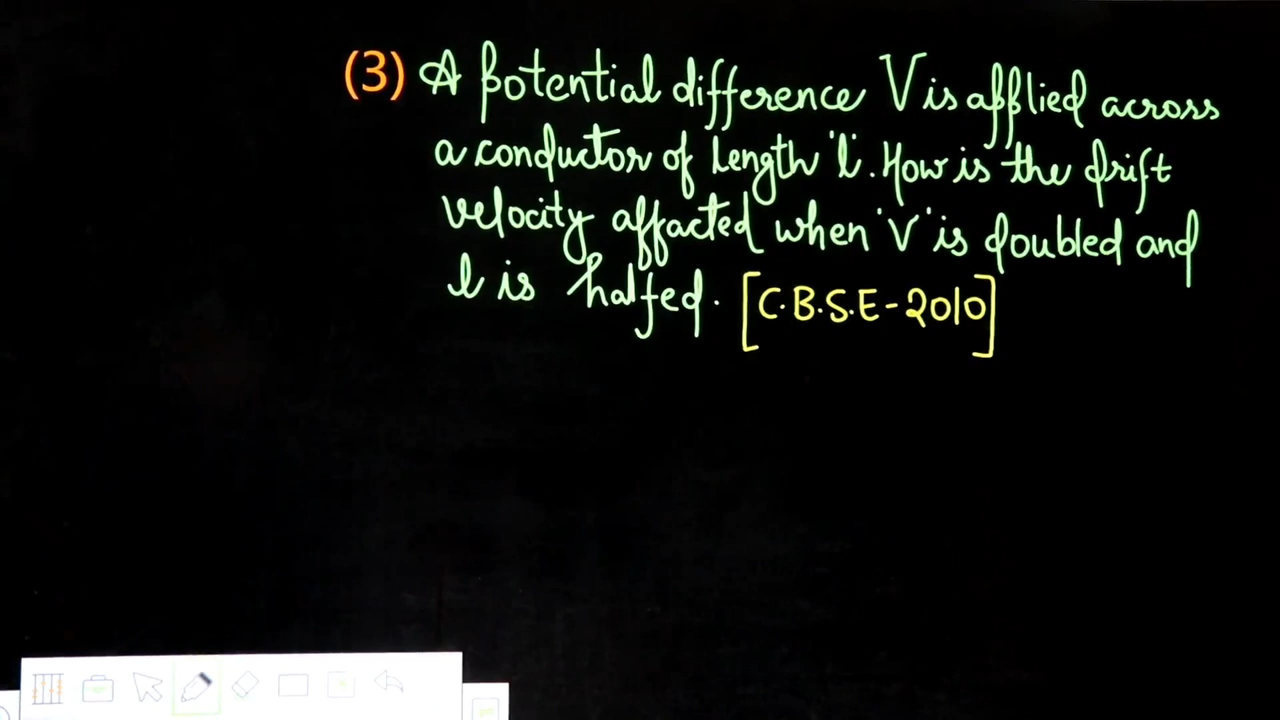 (3) A potential difference V is applied across
a conductor of length 'l'. How is the drift
velocity affacted when 'V' is doubled and
l is halfed. [C.B.S.E-2010]